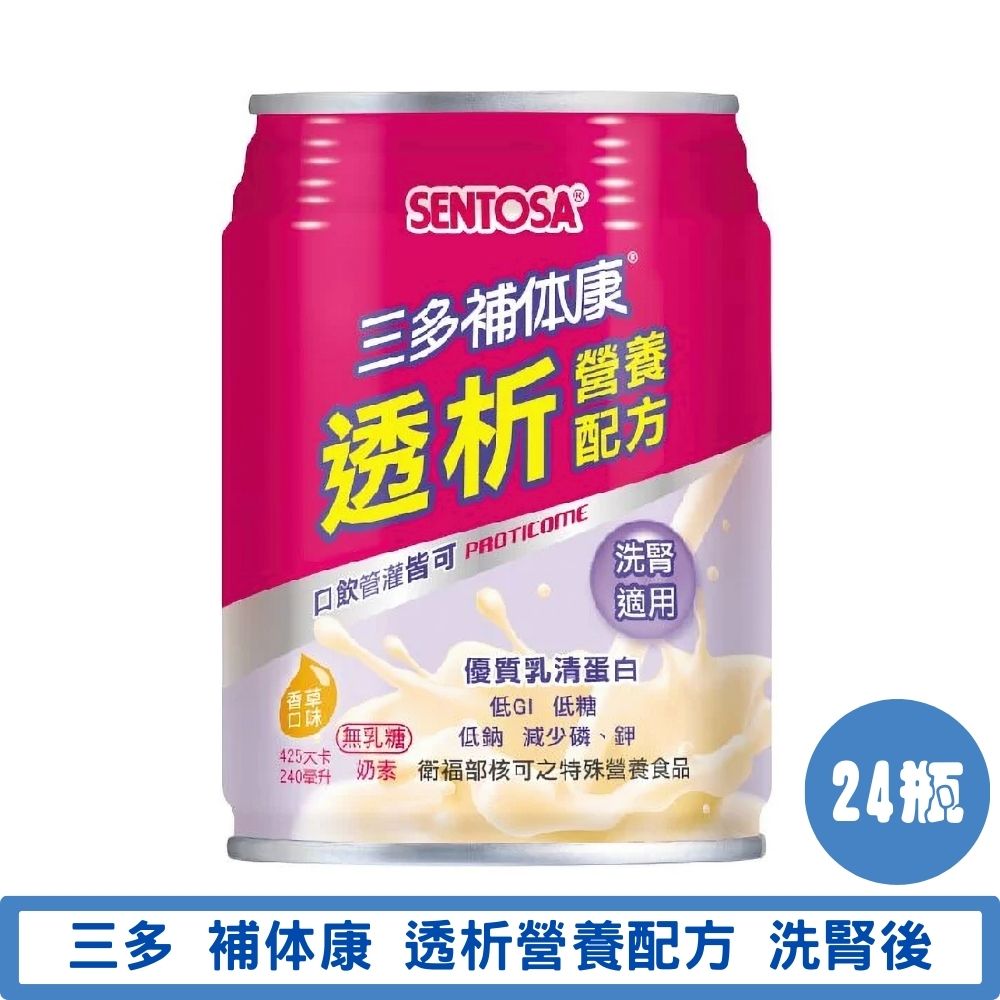 SENTOSA®
三多補体康®
透析營養配方
口飲管灌皆可 PROTICOME
洗腎
適用
優質乳清蛋白
低GI 低糖
低鈉 減少磷、鉀
衛福部核可之特殊營養食品
香草
口味
無乳糖
奶素
425大卡
240毫升
24瓶
三多 補体康 透析營養配方 洗腎後